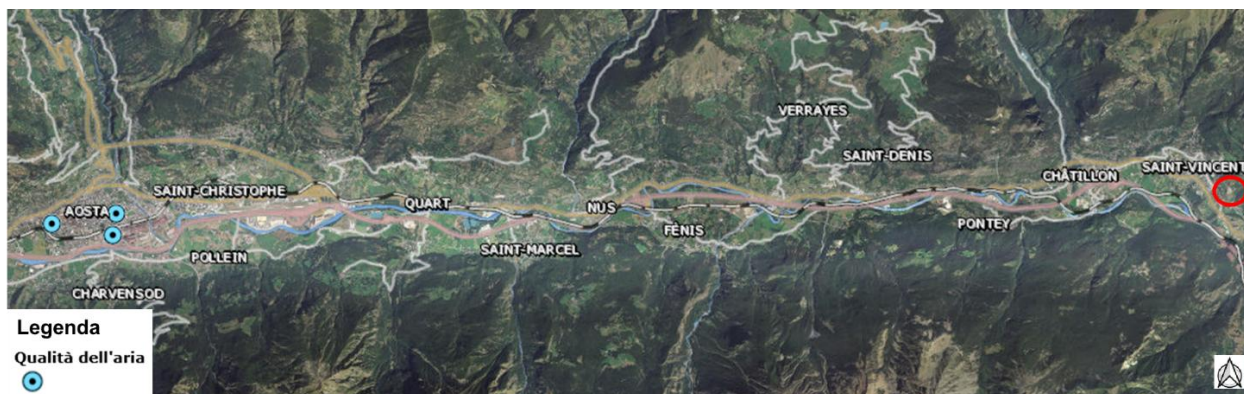 VERRAYES
SAINT-DENIS
SAINT-VINCENT
CHÂTILLON
SAINT-CHRISTOPHE
AOSTA
QUART
NUS
FÉNIS
PONTEY
SAINT-MARCEL
POLLEIN
CHARVENSOD
Legenda
Qualità dell'aria